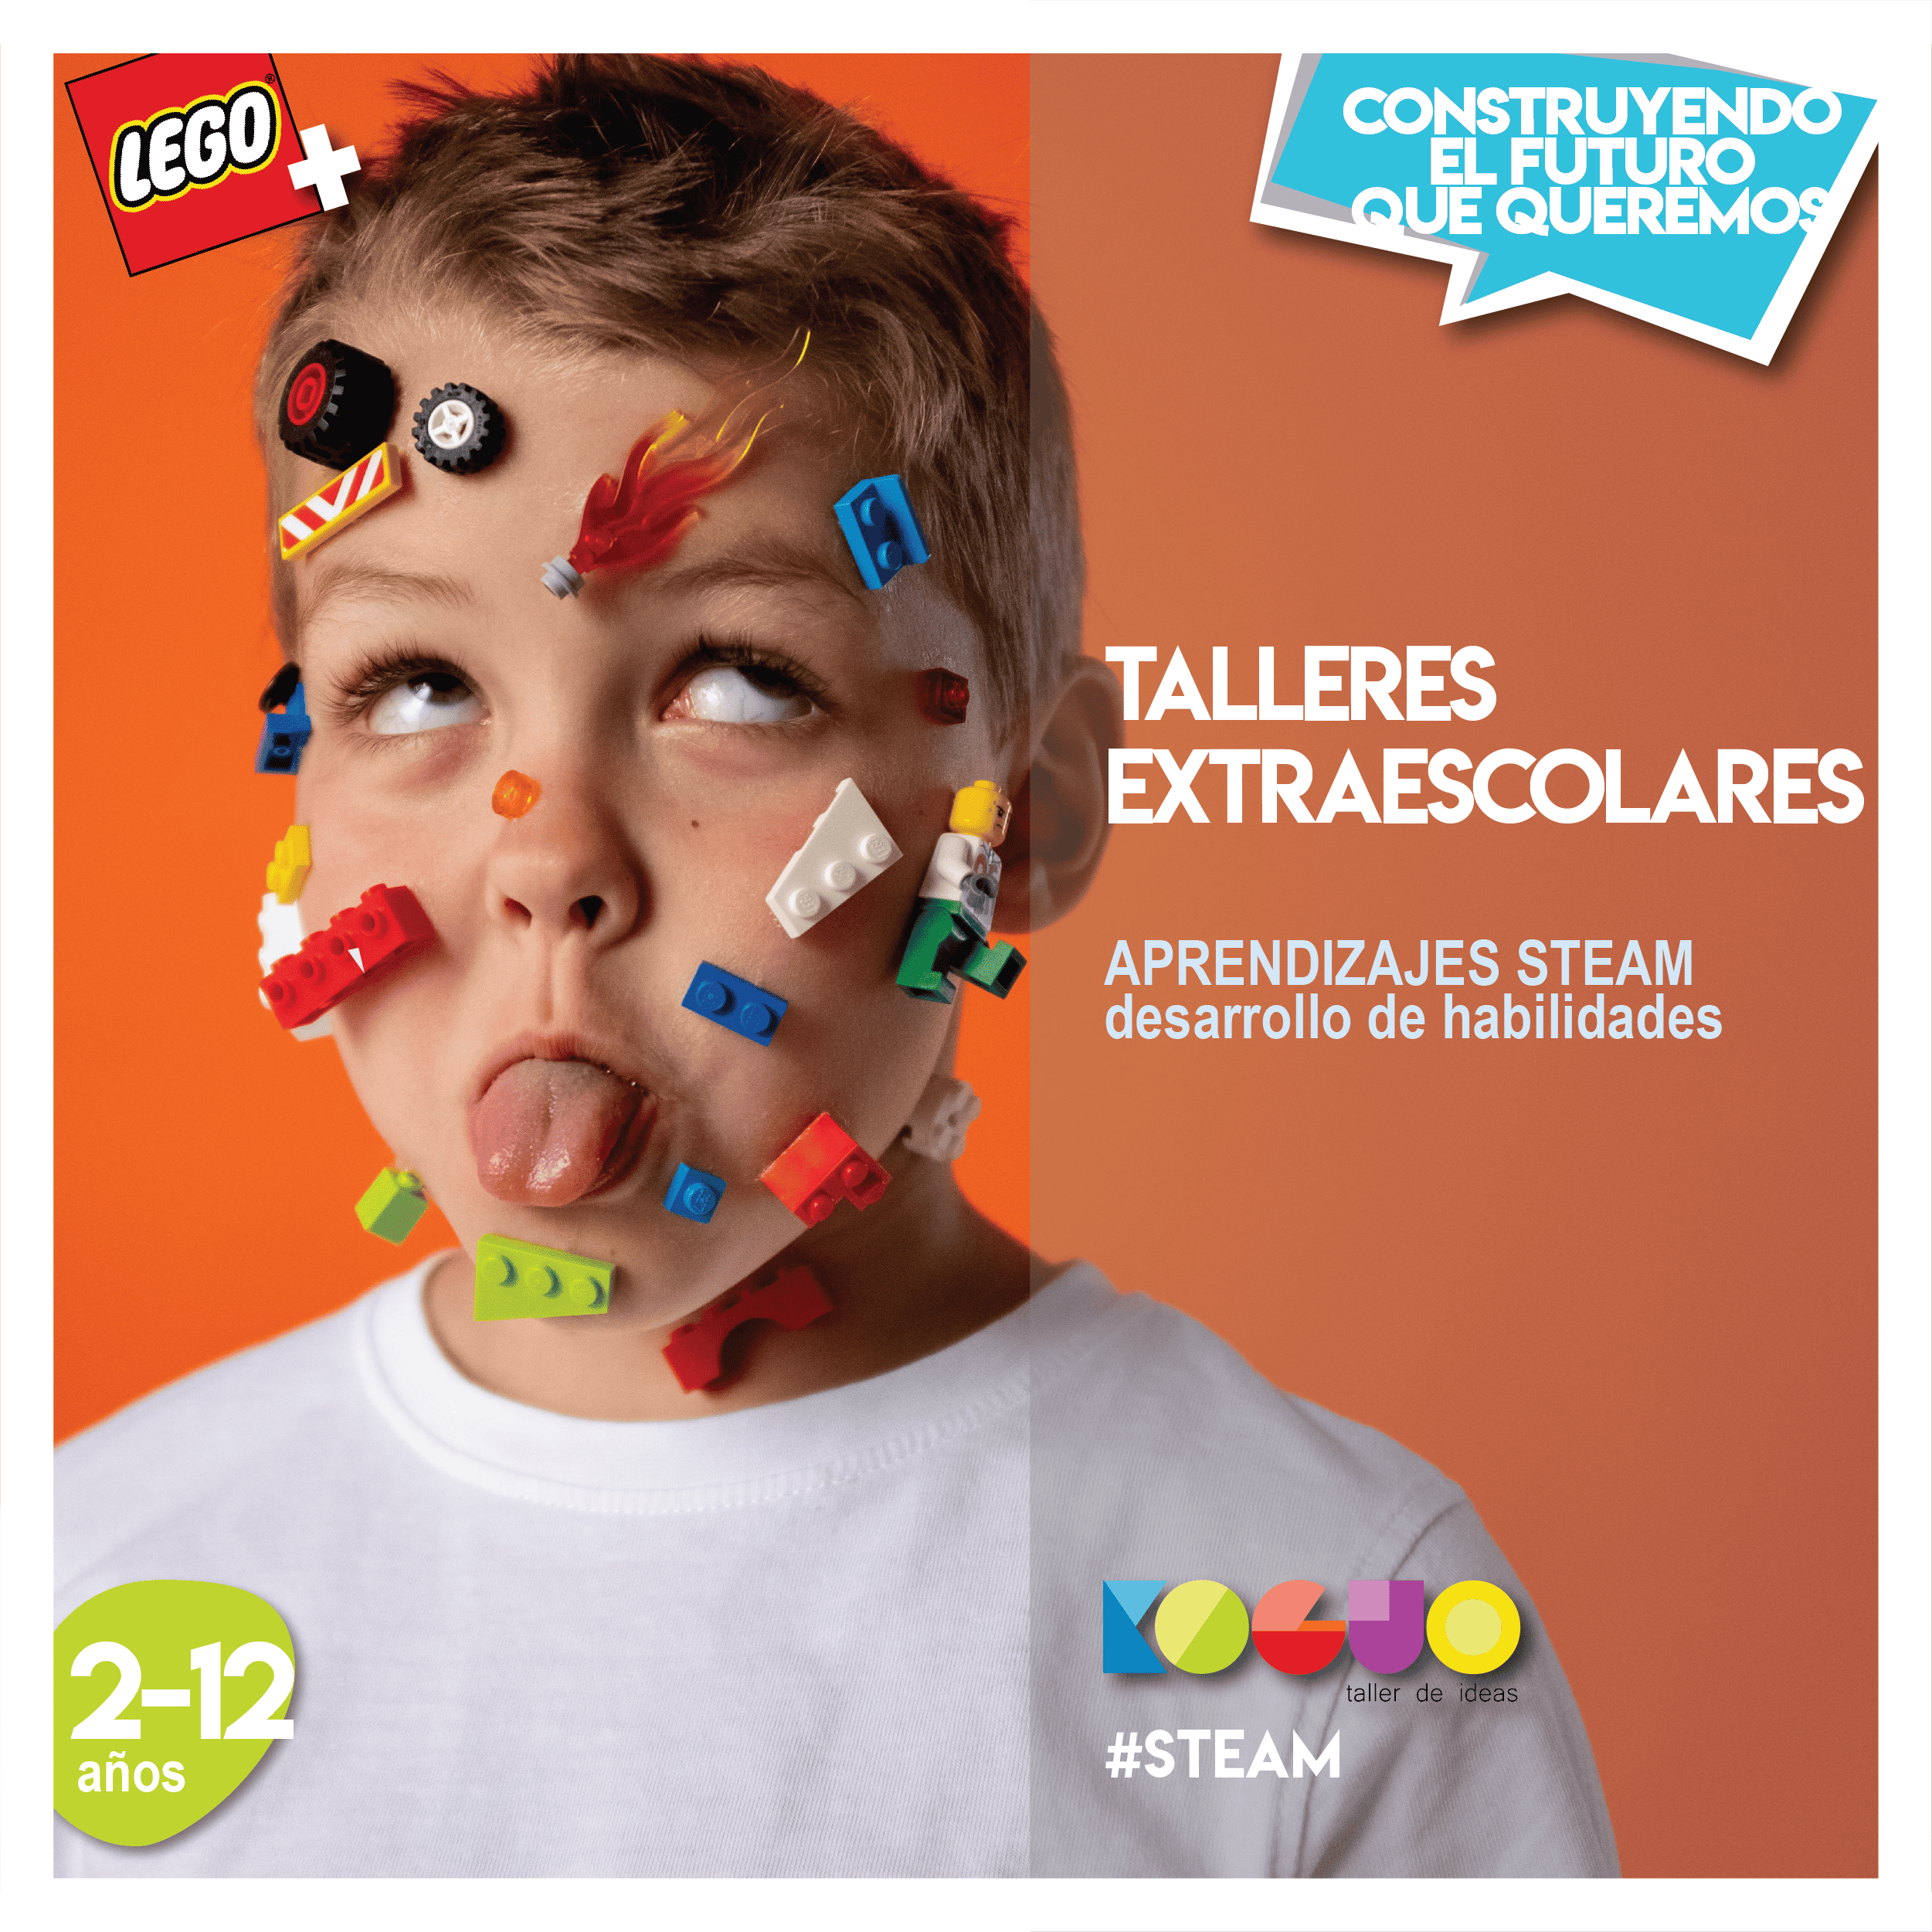 LEGO®
+
CONSTRUYENDO
EL FUTURO
QUE QUEREMOS
TALLERES
EXTRAESCOLARES
APRENDIZAJES STEAM
desarrollo de habilidades
2-12
años
KOGUO
taller de ideas
#STEAM